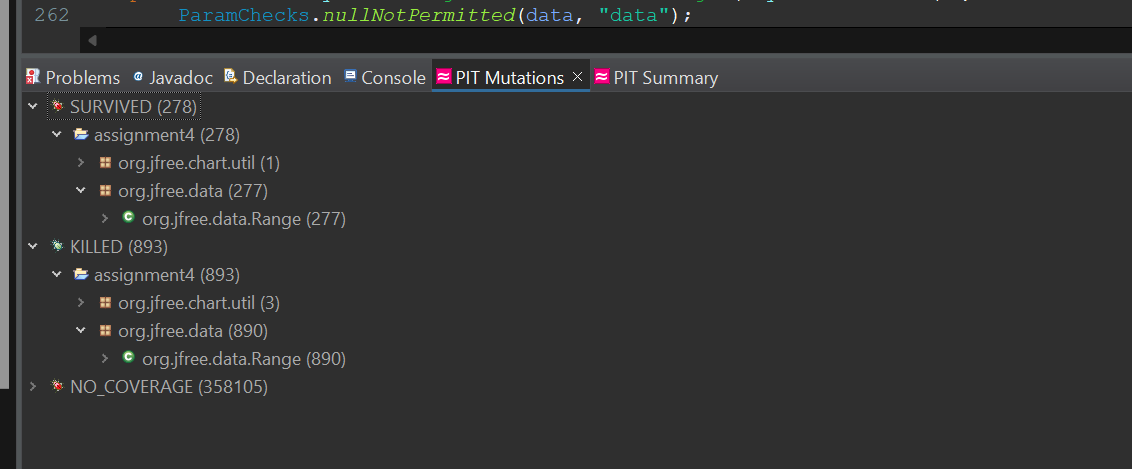 262 ParamChecks.nullNotPermitted(data, "data");
Problems Javadoc Declaration Console PIT Mutations PIT Summary
SURVIVED (278)
assignment4 (278)
org.jfree.chart.util (1)
org.jfree.data (277)
org.jfree.data.Range (277)
KILLED (893)
assignment4 (893)
org.jfree.chart.util (3)
org.jfree.data (890)
org.jfree.data.Range (890)
NO_COVERAGE (358105)